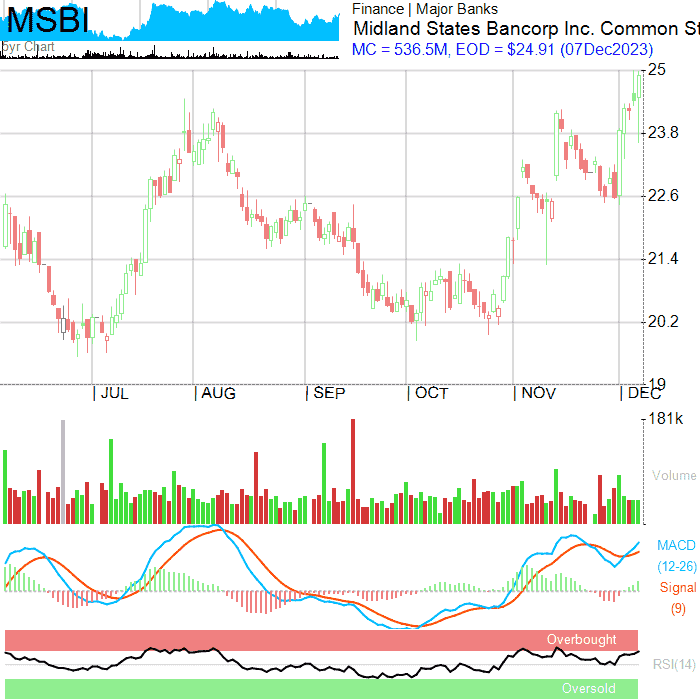 MSBI
5yr Chart
Finance | Major Banks
Midland States Bancorp Inc. Common St
MC = 536.5M, EOD = $24.91 (07Dec2023)
25
23.8
22.6
21.4
20.2
19
JUL AUG SEP OCT NOV DEC
181k
Volume
MACD
(12-26)
Signal
(9)
Overbought
RSI(14)
Oversold